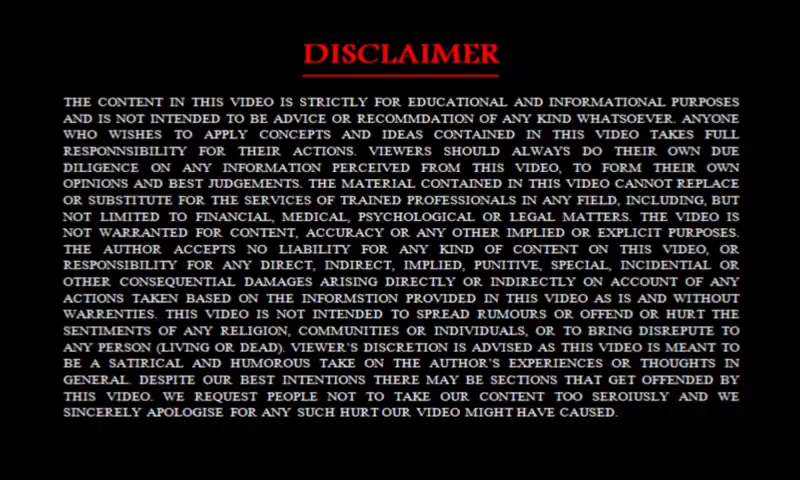 DISCLAIMER
THE CONTENT IN THIS VIDEO IS STRICTLY FOR EDUCATIONAL AND INFORMATIONAL PURPOSES
AND IS NOT INTENDED TO BE ADVICE OR RECOMMDATION OF ANY KIND WHATSOEVER. ANYONE
WHO WISHES TO APPLY CONCEPTS AND IDEAS CONTAINED IN THIS VIDEO TAKES FULL
RESPONNSIBILITY FOR THEIR ACTIONS. VIEWERS SHOULD ALWAYS DO THEIR OWN DUE
DILIGENCE ON ANY INFORMATION PERCEIVED FROM THIS VIDEO, TO FORM THEIR OWN
OPINIONS AND BEST JUDGEMENTS. THE MATERIAL CONTAINED IN THIS VIDEO CANNOT REPLACE
OR SUBSTITUTE FOR THE SERVICES OF TRAINED PROFESSIONALS IN ANY FIELD, INCLUDING, BUT
NOT LIMITED TO FINANCIAL, MEDICAL, PSYCHOLOGICAL OR LEGAL MATTERS. THE VIDEO IS
NOT WARRANTED FOR CONTENT, ACCURACY OR ANY OTHER IMPLIED OR EXPLICIT PURPOSES.
THE AUTHOR ACCEPTS NO LIABILITY FOR ANY KIND OF CONTENT ON THIS VIDEO, OR
RESPONSIBILITY FOR ANY DIRECT, INDIRECT, IMPLIED, PUNITIVE, SPECIAL, INCIDENTAL OR
OTHER CONSEQUENTIAL DAMAGES ARISING DIRECTLY OR INDIRECTLY ON ACCOUNT OF ANY
ACTIONS TAKEN BASED ON THE INFORMSTION PROVIDED IN THIS VIDEO AS IS AND WITHOUT
WARRENTIES. THIS VIDEO IS NOT INTENDED TO SPREAD RUMOURS OR OFFEND OR HURT THE
SENTIMENTS OF ANY RELIGION, COMMUNITIES OR INDIVIDUALS, OR TO BRING DISREPUTE TO
ANY PERSON (LIVING OR DEAD). VIEWER'S DISCRETION IS ADVISED AS THIS VIDEO IS MEANT TO
BE A SATIRICAL AND HUMOROUS TAKE ON THE AUTHOR'S EXPERIENCES OR THOUGHTS IN
GENERAL. DESPITE OUR BEST INTENTIONS THERE MAY BE SECTIONS THAT GET OFFENDED BY
THIS VIDEO. WE REQUEST PEOPLE NOT TO TAKE OUR CONTENT TOO SEROIUSLY AND WE
SINCERELY APOLOGISE FOR ANY SUCH HURT OUR VIDEO MIGHT HAVE CAUSED.